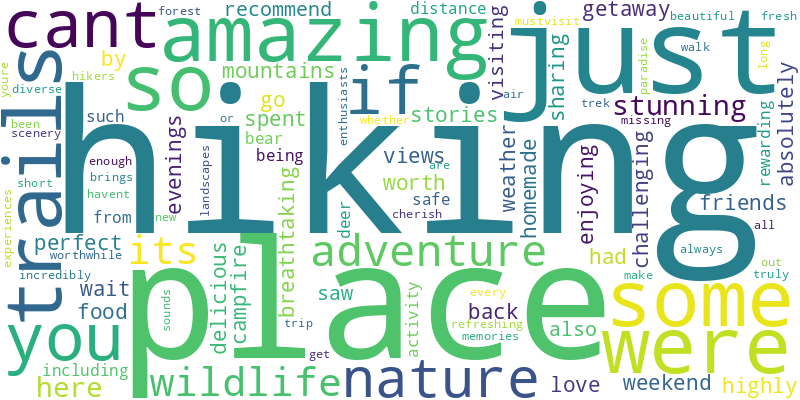 cant
forest
amazing
recommend
distance
visiting
just
getaway
mustvisit
beautiful
fresh
walk
long
paradise
youre
diverse
hikers
been
scenery
by
so
mountains
if
go
spent
bear
being
enthusiasts
whether
stories
air
sharing
or
trek
stunning
missing
absolutely
rewarding
trails
such
enough
brings
havent
short
experiences
from
evenings
landscapes
hiking
views
are
worth
safe
cherish
weather
homemade
enjoying
challenging
friends
all
always
new
deer
breathtaking
perfect
worthwhile
incredibly
its
adventure
had
make
out
truly
wait
food
sounds
delicious
campfire
saw
trip
get
activity
back
every
refreshing
memories
also
place
some
were
you
including
here
wildlife
nature
love
weekend
highly